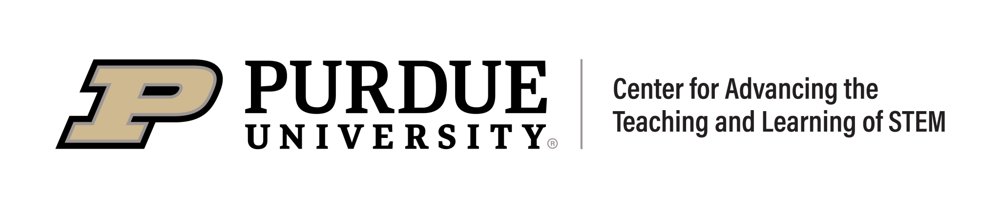 P
PURDUE
UNIVERSITY®
Center for Advancing the
Teaching and Learning of STEM